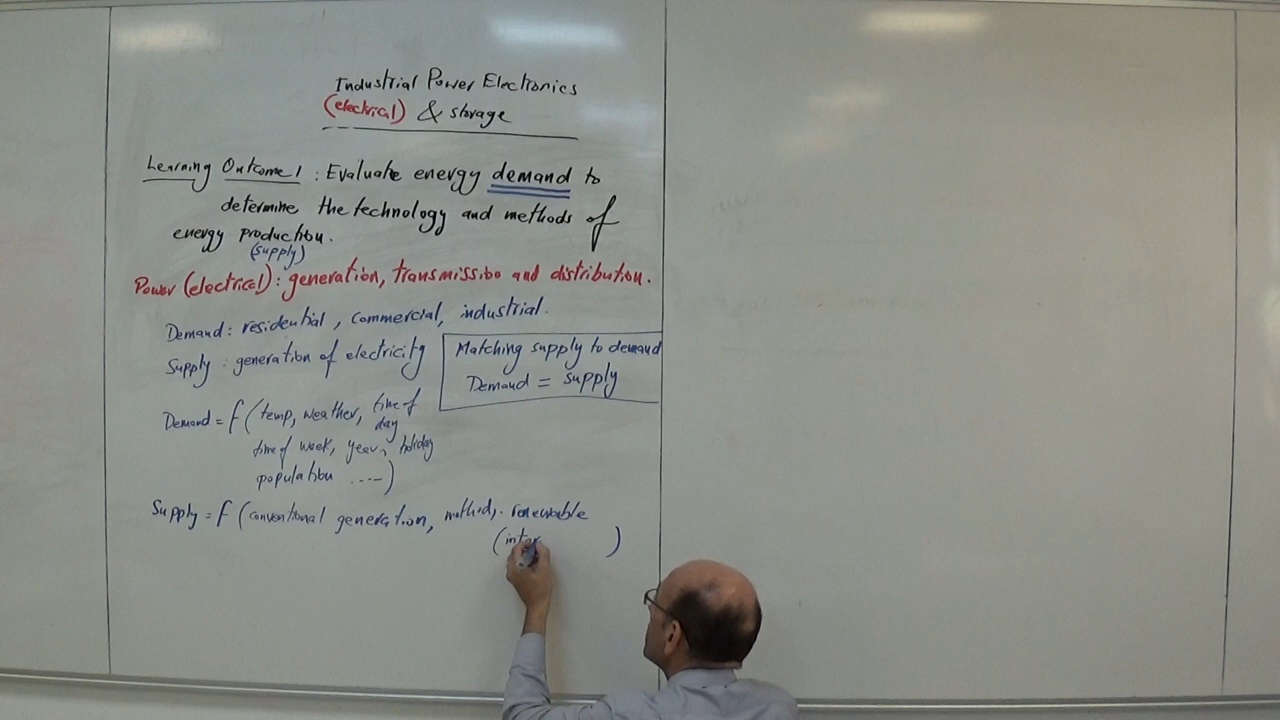 Industrial Power Electronics
(electrical) & storage
Learning Outcome 1 : Evaluate energy demand to
determine the technology and methods of
energy production.
(supply)
Power (electrical) : generation, transmission and distribution.
Demand : residential, commercial, industrial.
Supply : generation of electricity
Matching supply to demand
Demand = supply
Demand = f (temp, weather, time of
day
time of week, year, holiday
population ....)
Supply = f (conventional generation, methods. renewable
(inter )